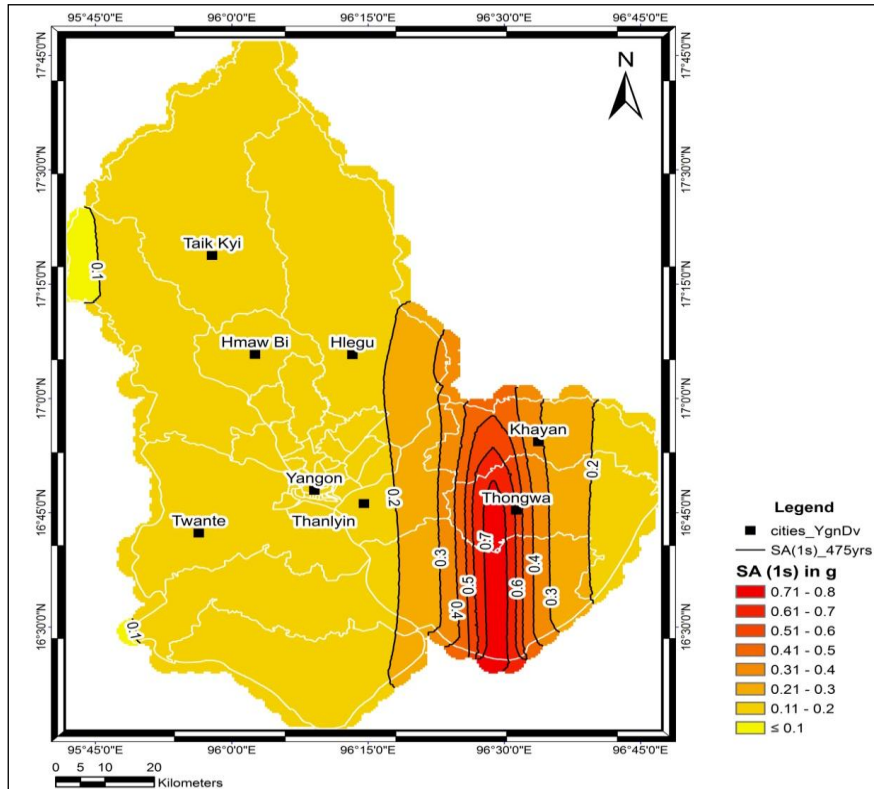 95°45'0"E 96°0'0"E 96°15'0"E 96°30'0"E 96°45'0"E
17°45'0"N
17°45'0"N
N
17°30'0"N
17°30'0"N
Taik Kyi
0.1
17°15'0"N
17°15'0"N
Hmaw Bi Hlegu
17°0'0"N
17°0'0"N
Khayan
Yangon
0.2
0.2
Thongwa
16°45'0"N
16°45'0"N
Twante
Thanlyin
0.7
0.3
0.4
0.5
0.6
0.3
0.4
0.1
16°30'0"N
16°30'0"N
95°45'0"E 96°0'0"E 96°15'0"E 96°30'0"E 96°45'0"E
0 5 10 20
Kilometers
Legend
cities_YgnDv
SA(1s)_475yrs
SA (1s) in g
0.71 - 0.8
0.61 - 0.7
0.51 - 0.6
0.41 - 0.5
0.31 - 0.4
0.21 - 0.3
0.11 - 0.2
≤ 0.1